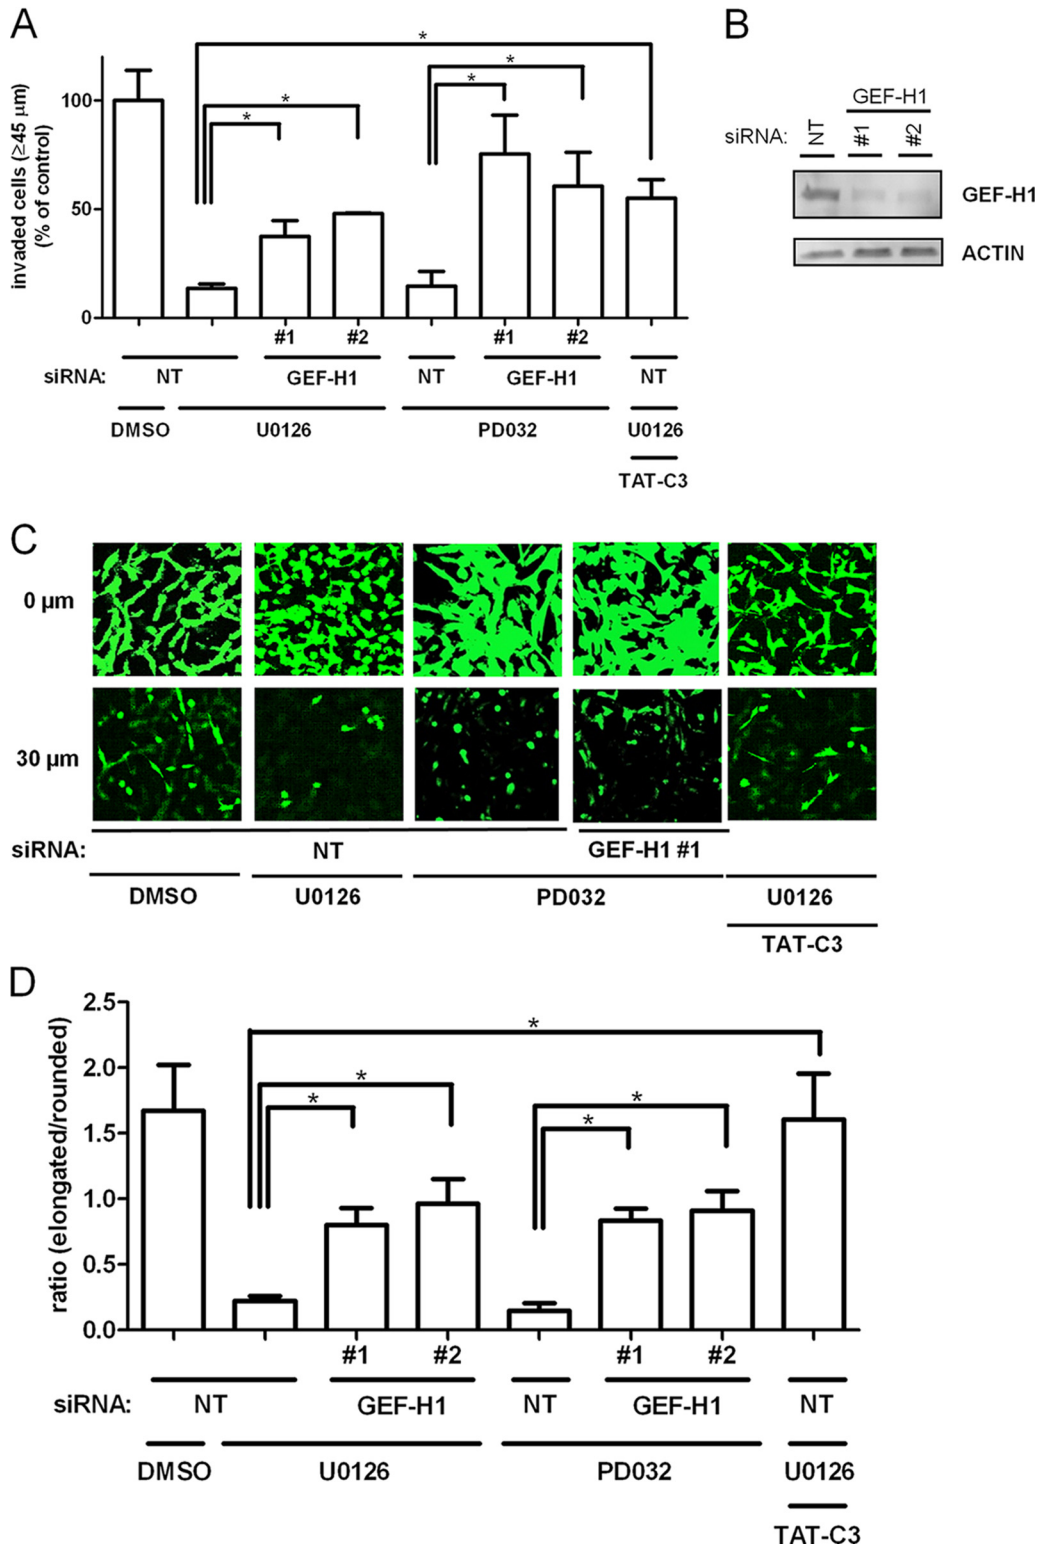 A
invaded cells (≥45 µm)
(% of control)
100
50
0
*
*
*
*
*
#1 #2 #1 #2
siRNA: NT GEF-H1 NT GEF-H1 NT
DMSO U0126 PD032 U0126
TAT-C3
B
GEF-H1
siRNA: NT #1 #2
GEF-H1
ACTIN
C
0 µm
30 µm
siRNA: NT GEF-H1 #1
DMSO U0126 PD032 U0126
TAT-C3
D
ratio (elongated/rounded)
2.5
2.0
1.5
1.0
0.5
0.0
*
*
*
*
*
#1 #2 #1 #2
siRNA: NT GEF-H1 NT GEF-H1 NT
DMSO U0126 PD032 U0126
TAT-C3